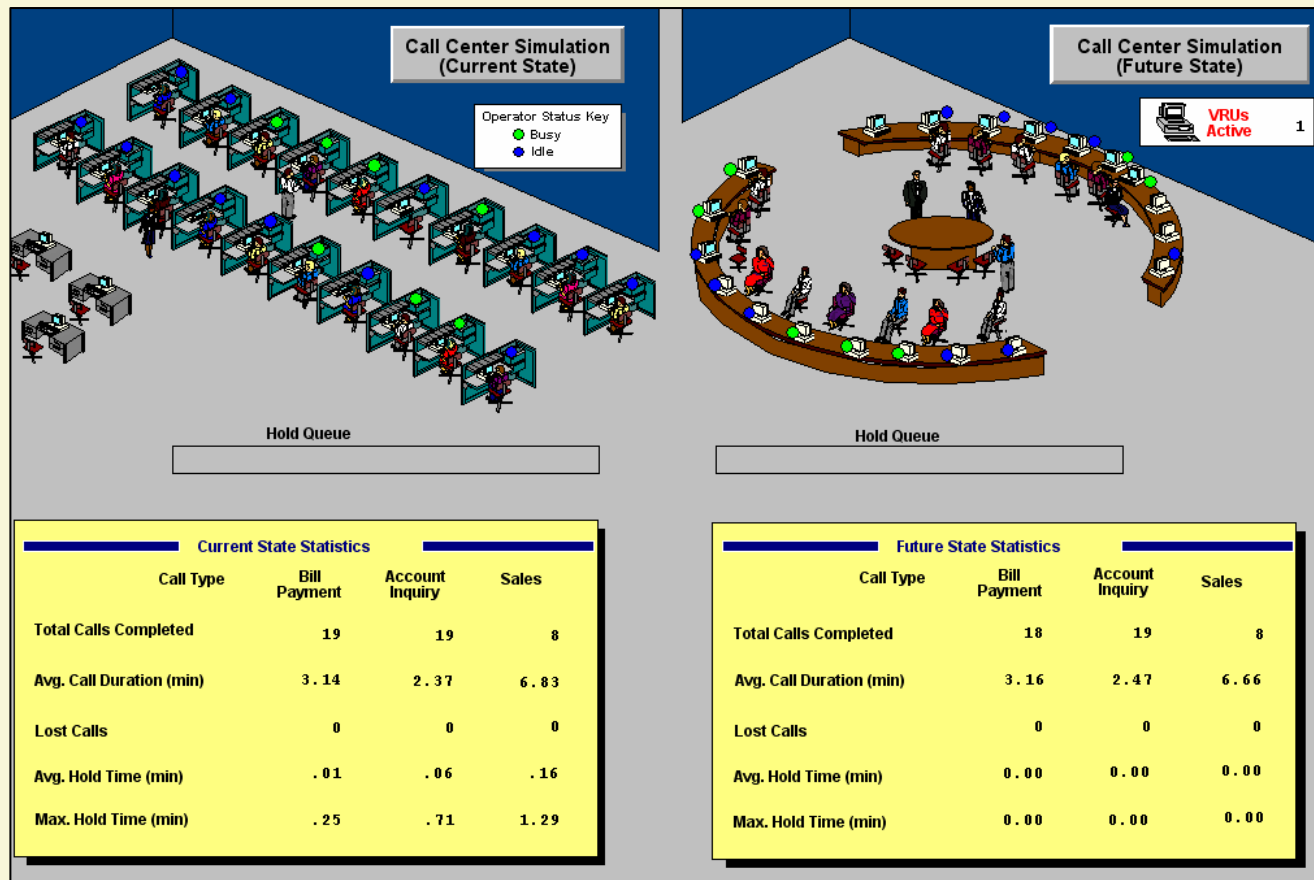 Call Center Simulation
(Current State)
Operator Status Key
Busy
Idle
Hold Queue
Current State Statistics
Call Type Bill Payment Account Inquiry Sales
Total Calls Completed 19 19 8
Avg. Call Duration (min) 3.14 2.37 6.83
Lost Calls 0 0 0
Avg. Hold Time (min) .01 .06 .16
Max. Hold Time (min) .25 .71 1.29
Call Center Simulation
(Future State)
VRUs
Active 1
Hold Queue
Future State Statistics
Call Type Bill Payment Account Inquiry Sales
Total Calls Completed 18 19 8
Avg. Call Duration (min) 3.16 2.47 6.66
Lost Calls 0 0 0
Avg. Hold Time (min) 0.00 0.00 0.00
Max. Hold Time (min) 0.00 0.00 0.00